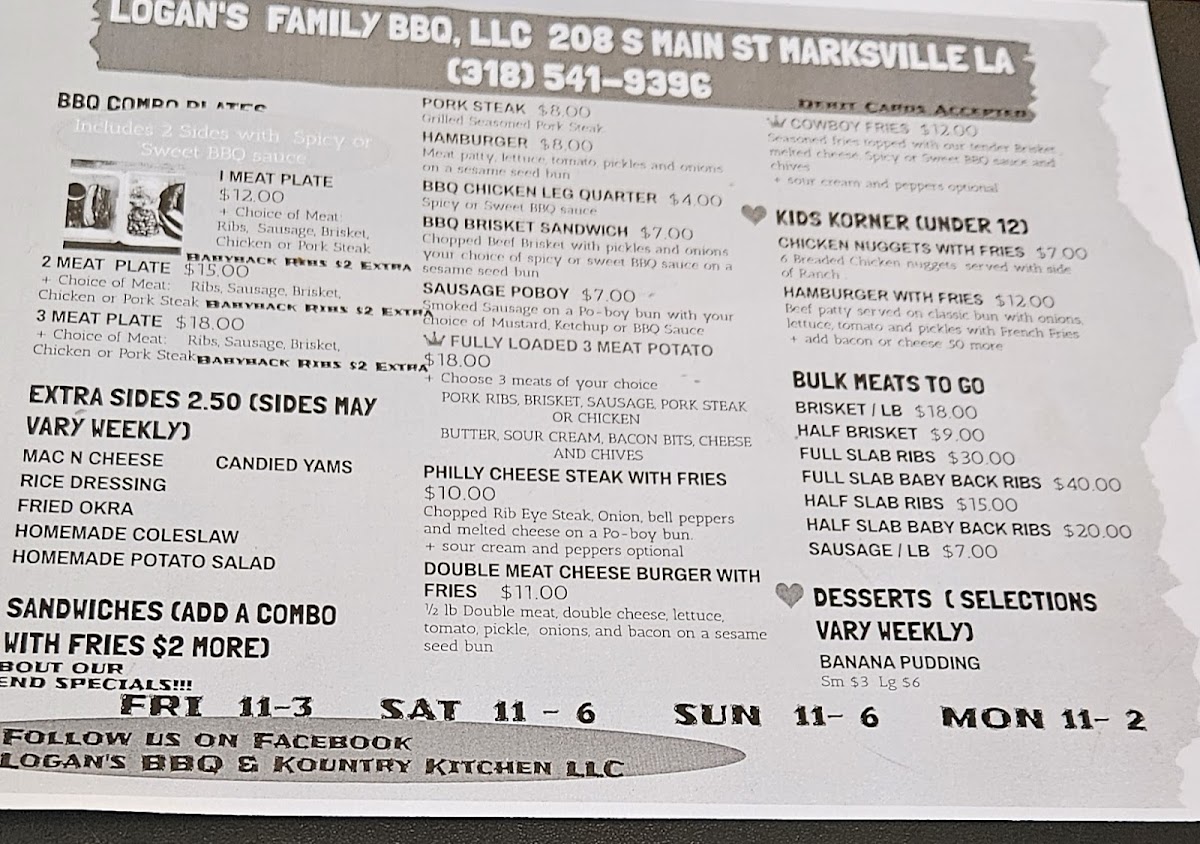 LOGAN'S FAMILY BBQ, LLC 208 S MAIN ST MARKSVILLE LA
(318) 541-9396
BBQ COMBO PLATES
Includes 2 Sides with Spicy or
Sweet BBQ sauce
1 MEAT PLATE
$12.00
+ Choice of Meat:
Ribs, Sausage, Brisket,
Chicken or Pork Steak
BABYBACK RIBS $2 EXTRA
2 MEAT PLATE $15.00
+ Choice of Meat: Ribs, Sausage, Brisket,
Chicken or Pork Steak BABYBACK RIBS $2 EXTRA
3 MEAT PLATE $18.00
+ Choice of Meat: Ribs, Sausage, Brisket,
Chicken or Pork Steak BABYBACK RIBS $2 EXTRA
EXTRA SIDES 2.50 (SIDES MAY
VARY WEEKLY)
MAC N CHEESE CANDIED YAMS
RICE DRESSING
FRIED OKRA
HOMEMADE COLESLAW
HOMEMADE POTATO SALAD
SANDWICHES (ADD A COMBO
WITH FRIES $2 MORE)
BOUT OUR
END SPECIALS!!!
PORK STEAK $8.00
Grilled Seasoned Pork Steak
HAMBURGER $8.00
Meat patty, lettuce, tomato, pickles and onions
on a sesame seed bun
BBQ CHICKEN LEG QUARTER $4.00
Spicy or Sweet BBQ sauce
BBQ BRISKET SANDWICH $7.00
Chopped Beef Brisket with pickles and onions
your choice of spicy or sweet BBQ sauce on a
sesame seed bun
SAUSAGE POBOY $7.00
Smoked Sausage on a Po-boy bun with your
choice of Mustard, Ketchup or BBQ Sauce
FULLY LOADED 3 MEAT POTATO
$18.00
+ Choose 3 meats of your choice
PORK RIBS, BRISKET, SAUSAGE, PORK STEAK
OR CHICKEN
BUTTER, SOUR CREAM, BACON BITS, CHEESE
AND CHIVES
PHILLY CHEESE STEAK WITH FRIES
$10.00
Chopped Rib Eye Steak, Onion, bell peppers
and melted cheese on a Po-boy bun.
+ sour cream and peppers optional
DOUBLE MEAT CHEESE BURGER WITH
FRIES $11.00
½ lb Double meat, double cheese, lettuce,
tomato, pickle, onions, and bacon on a sesame
seed bun
DEBIT CARDS ACCEPTED
COWBOY FRIES $12.00
Seasoned fries topped with our tender Brisket,
melted cheese, Spicy or Sweet BBQ sauce and
chives
+ sour cream and peppers optional
KIDS KORNER (UNDER 12)
CHICKEN NUGGETS WITH FRIES $7.00
6 Breaded Chicken nuggets served with side
of Ranch
HAMBURGER WITH FRIES $12.00
Beef patty served on classic bun with onions,
lettuce, tomato and pickles with French Fries
+ add bacon or cheese 50 more
BULK MEATS TO GO
BRISKET / LB $18.00
HALF BRISKET $9.00
FULL SLAB RIBS $30.00
FULL SLAB BABY BACK RIBS $40.00
HALF SLAB RIBS $15.00
HALF SLAB BABY BACK RIBS $20.00
SAUSAGE / LB $7.00
DESSERTS ( SELECTIONS
VARY WEEKLY)
BANANA PUDDING
Sm $3 Lg $6
FRI 11-3 SAT 11 - 6 SUN 11- 6 MON 11- 2
FOLLOW US ON FACEBOOK
LOGAN'S BBQ & KOUNTRY KITCHEN LLC